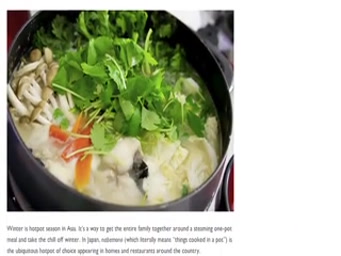 Winter is hotpot season in Asia. It's a way to get the entire family together around a steaming one-pot
meal and take the chill off winter. In Japan, nabemono (which literally means "things cooked in a pot") is
the ubiquitous hotpot of choice appearing in homes and restaurants around the country.